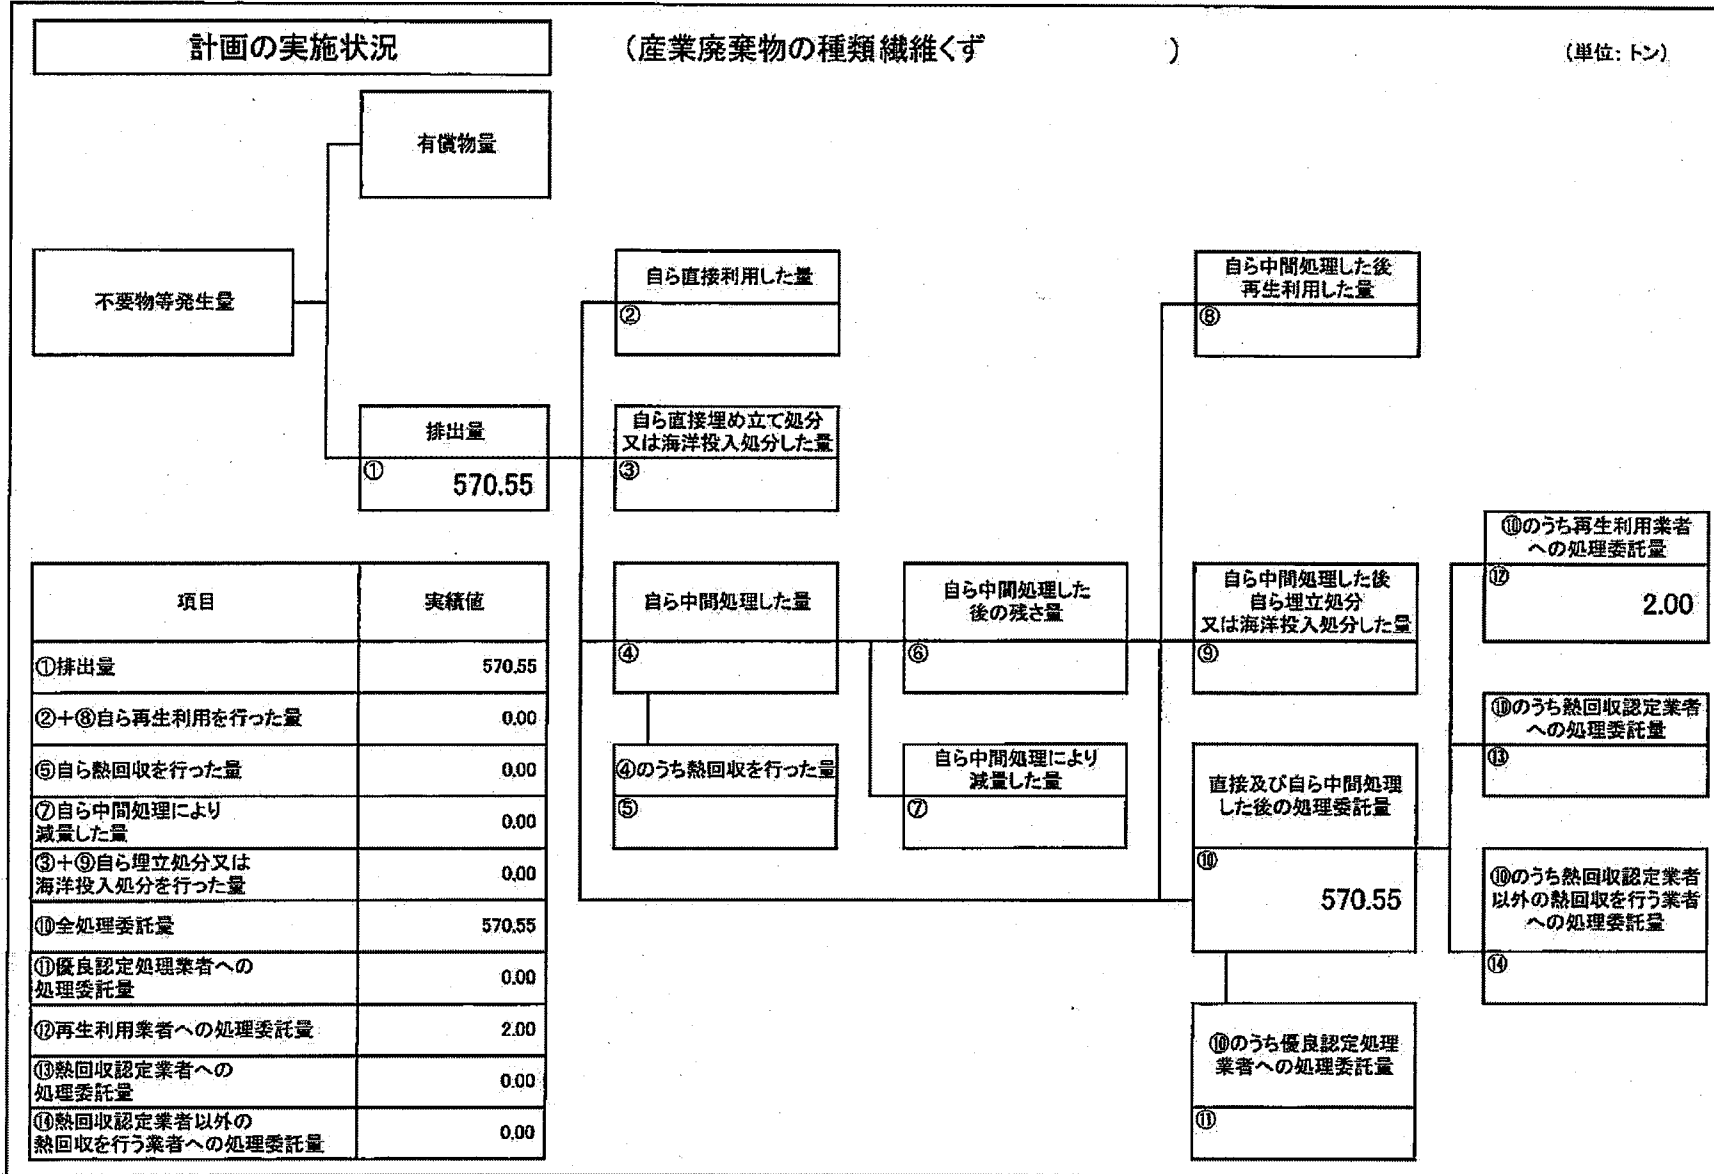 計画の実施状況
（産業廃棄物の種類繊維くず　　　　　）
（単位：トン）
有償物量
不要物等発生量
自ら直接利用した量
②
自ら中間処理した後
再生利用した量
⑧
排出量
①
570.55
自ら直接埋め立て処分
又は海洋投入処分した量
③
⑩のうち再生利用業者
への処理委託量
⑫
2.00
自ら中間処理した量
④
自ら中間処理した
後の残さ量
⑥
自ら中間処理した後
自ら埋立処分
又は海洋投入処分した量
⑨
⑩のうち熱回収認定業者
への処理委託量
⑬
④のうち熱回収を行った量
⑤
自ら中間処理により
減量した量
⑦
直接及び自ら中間処理
した後の処理委託量
⑩
570.55
⑩のうち熱回収認定業者
以外の熱回収を行う業者
への処理委託量
⑭
⑩のうち優良認定処理
業者への処理委託量
⑪
項目 実績値
①排出量 570.55
②＋⑧自ら再生利用を行った量 0.00
⑤自ら熱回収を行った量 0.00
⑦自ら中間処理により
減量した量 0.00
③＋⑨自ら埋立処分又は
海洋投入処分を行った量 0.00
⑩全処理委託量 570.55
⑪優良認定処理業者への
処理委託量 0.00
⑫再生利用業者への処理委託量 2.00
⑬熱回収認定業者への
処理委託量 0.00
⑭熱回収認定業者以外の
熱回収を行う業者への処理委託量 0.00